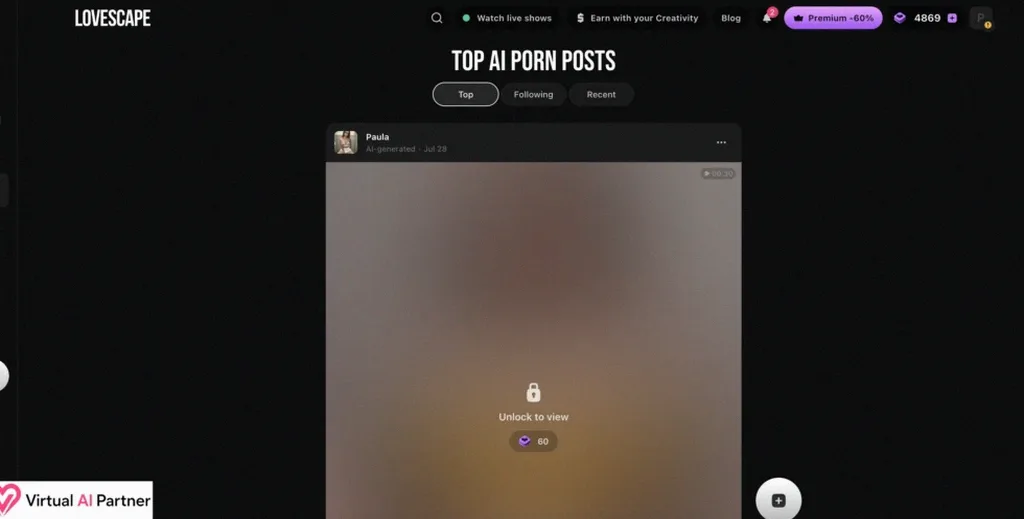 LOVESCAPE
Watch live shows
$ Earn with your Creativity
Blog
2
Premium -60%
4869
P
TOP AI PORN POSTS
Top
Following
Recent
Paula
AI-generated · Jul 28
Unlock to view
60
Virtual AI Partner